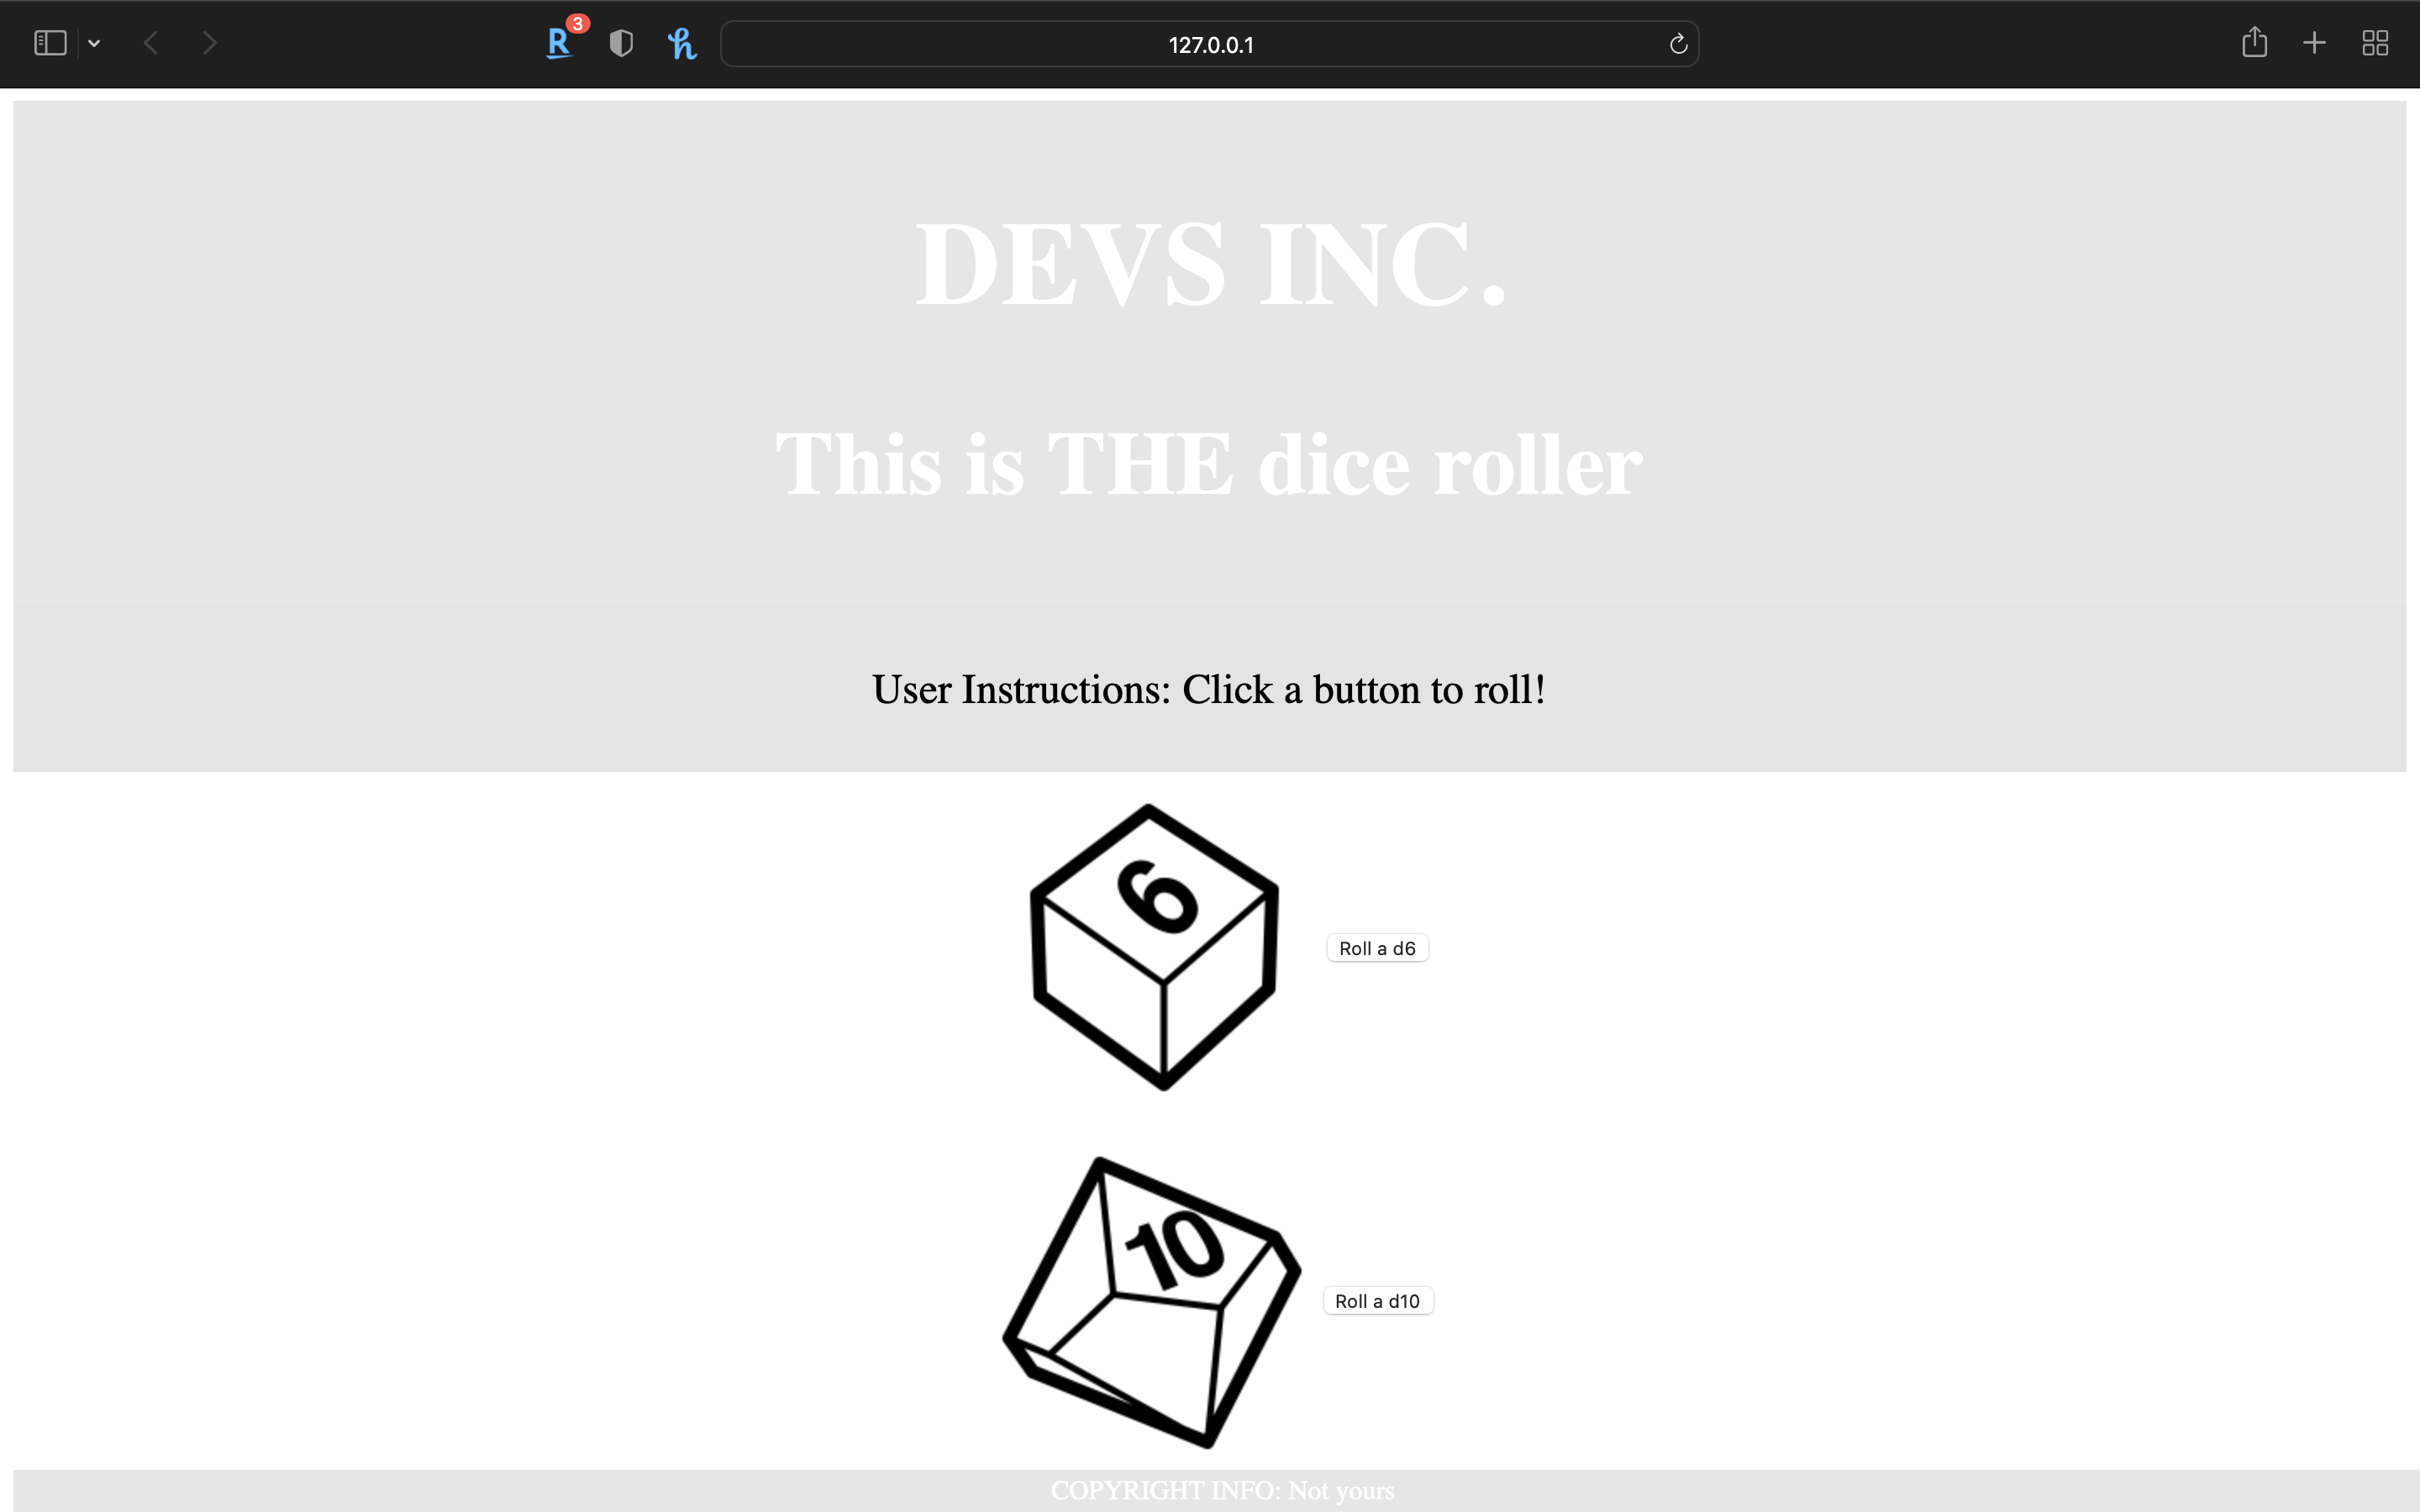 R 3 h 127.0.0.1
DEVS INC.
This is THE dice roller
User Instructions: Click a button to roll!
6
Roll a d6
10
Roll a d10
COPYRIGHT INFO: Not yours